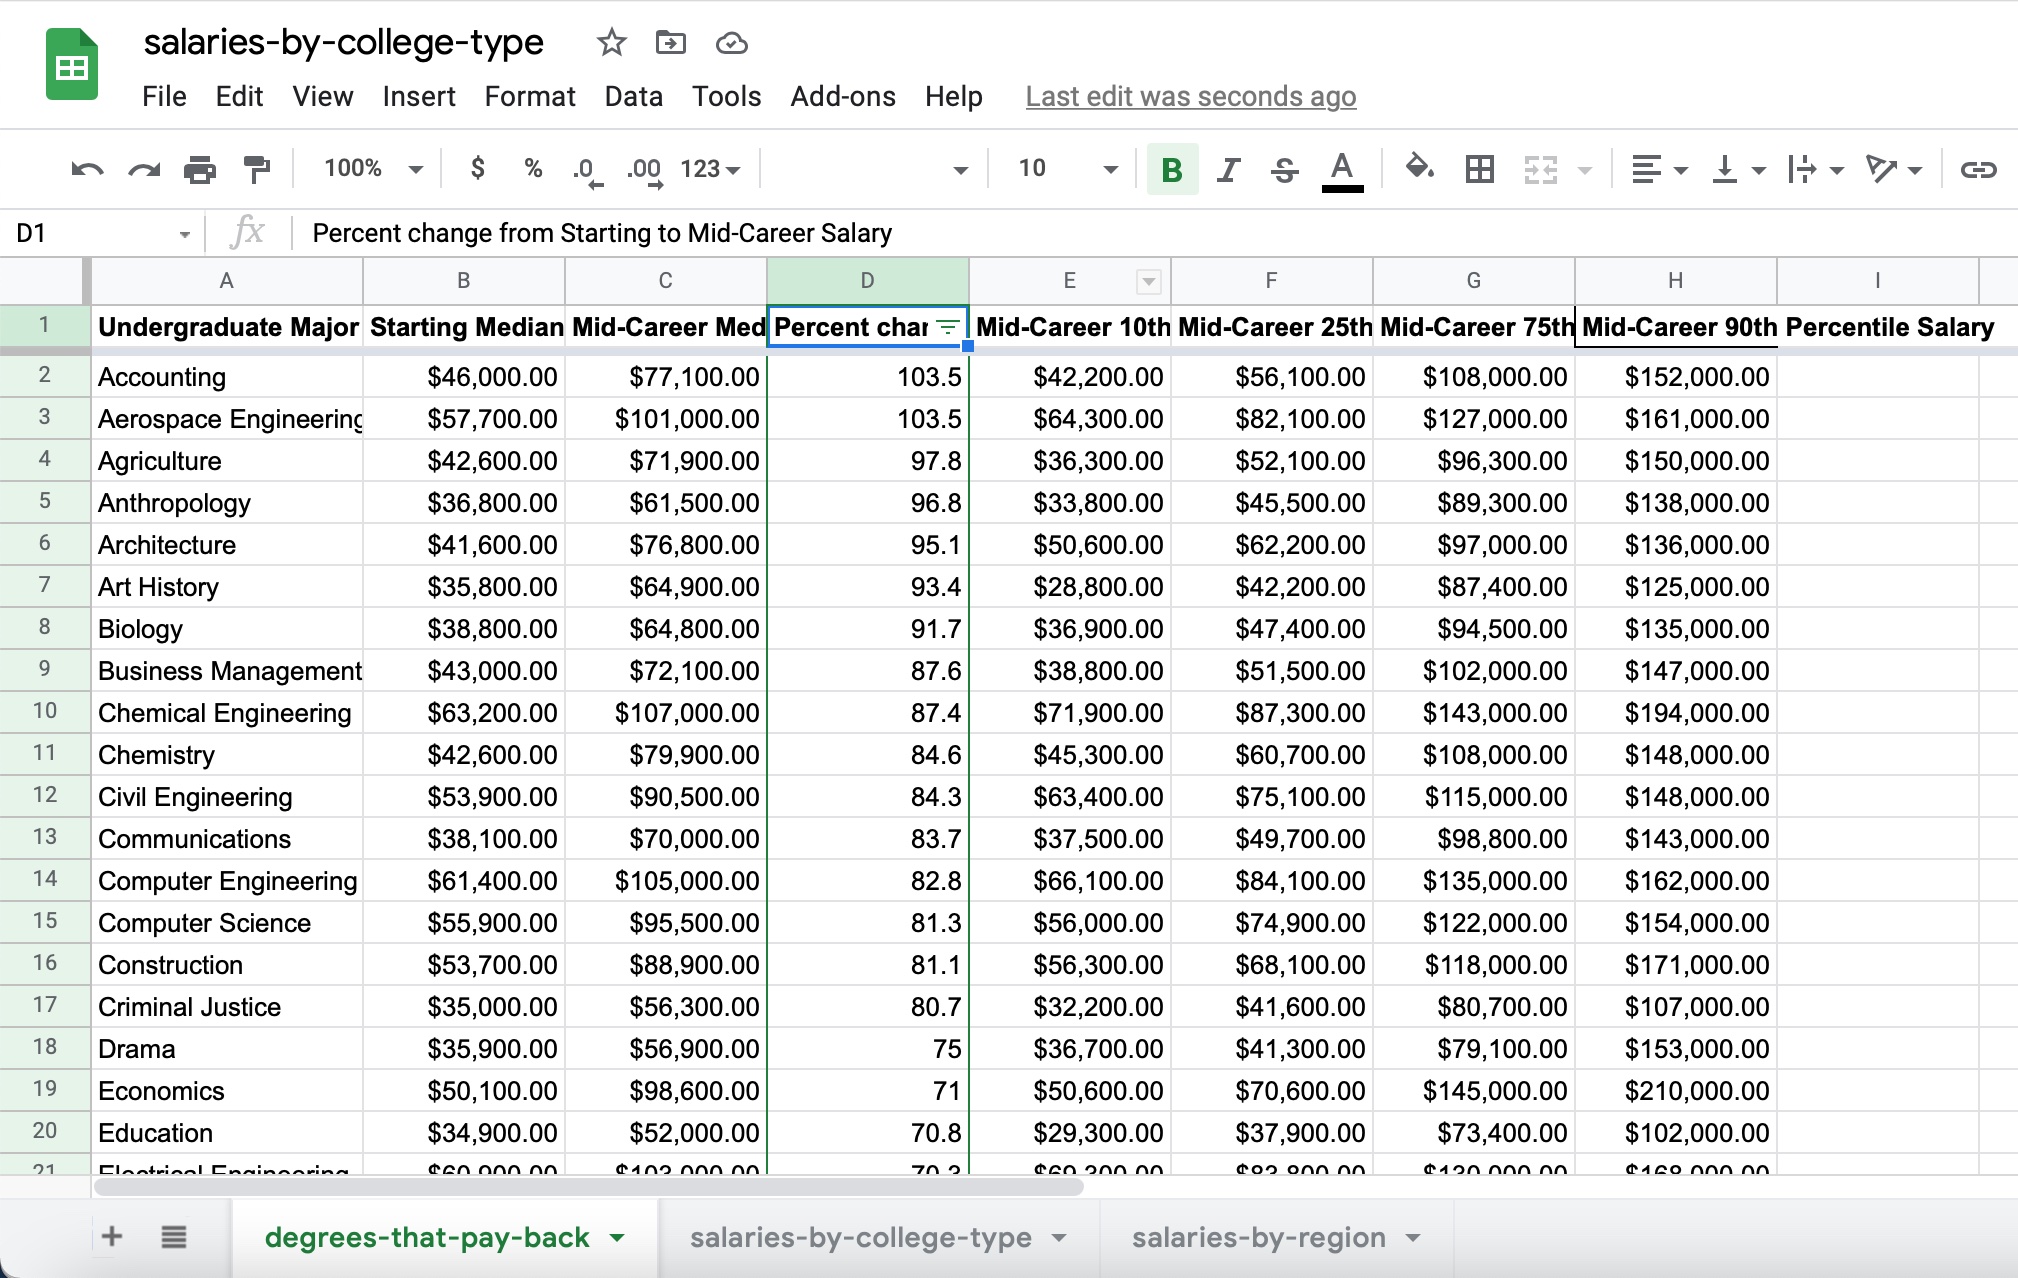 salaries-by-college-type
File Edit View Insert Format Data Tools Add-ons Help Last edit was seconds ago
100% $ % .0 .00 123 10 B I S A
D1 fx Percent change from Starting to Mid-Career Salary
A B C D E F G H I
1 Undergraduate Major Starting Median Mid-Career Med Percent char Mid-Career 10th Mid-Career 25th Mid-Career 75th Mid-Career 90th Percentile Salary
2 Accounting $46,000.00 $77,100.00 103.5 $42,200.00 $56,100.00 $108,000.00 $152,000.00
3 Aerospace Engineering $57,700.00 $101,000.00 103.5 $64,300.00 $82,100.00 $127,000.00 $161,000.00
4 Agriculture $42,600.00 $71,900.00 97.8 $36,300.00 $52,100.00 $96,300.00 $150,000.00
5 Anthropology $36,800.00 $61,500.00 96.8 $33,800.00 $45,500.00 $89,300.00 $138,000.00
6 Architecture $41,600.00 $76,800.00 95.1 $50,600.00 $62,200.00 $97,000.00 $136,000.00
7 Art History $35,800.00 $64,900.00 93.4 $28,800.00 $42,200.00 $87,400.00 $125,000.00
8 Biology $38,800.00 $64,800.00 91.7 $36,900.00 $47,400.00 $94,500.00 $135,000.00
9 Business Management $43,000.00 $72,100.00 87.6 $38,800.00 $51,500.00 $102,000.00 $147,000.00
10 Chemical Engineering $63,200.00 $107,000.00 87.4 $71,900.00 $87,300.00 $143,000.00 $194,000.00
11 Chemistry $42,600.00 $79,900.00 84.6 $45,300.00 $60,700.00 $108,000.00 $148,000.00
12 Civil Engineering $53,900.00 $90,500.00 84.3 $63,400.00 $75,100.00 $115,000.00 $148,000.00
13 Communications $38,100.00 $70,000.00 83.7 $37,500.00 $49,700.00 $98,800.00 $143,000.00
14 Computer Engineering $61,400.00 $105,000.00 82.8 $66,100.00 $84,100.00 $135,000.00 $162,000.00
15 Computer Science $55,900.00 $95,500.00 81.3 $56,000.00 $74,900.00 $122,000.00 $154,000.00
16 Construction $53,700.00 $88,900.00 81.1 $56,300.00 $68,100.00 $118,000.00 $171,000.00
17 Criminal Justice $35,000.00 $56,300.00 80.7 $32,200.00 $41,600.00 $80,700.00 $107,000.00
18 Drama $35,900.00 $56,900.00 75 $36,700.00 $41,300.00 $79,100.00 $153,000.00
19 Economics $50,100.00 $98,600.00 71 $50,600.00 $70,600.00 $145,000.00 $210,000.00
20 Education $34,900.00 $52,000.00 70.8 $29,300.00 $37,900.00 $73,400.00 $102,000.00
21 Electrical Engineering $60,900.00 $103,000.00 70.3 $69,300.00 $83,800.00 $130,000.00 $168,000.00
degrees-that-pay-back salaries-by-college-type salaries-by-region